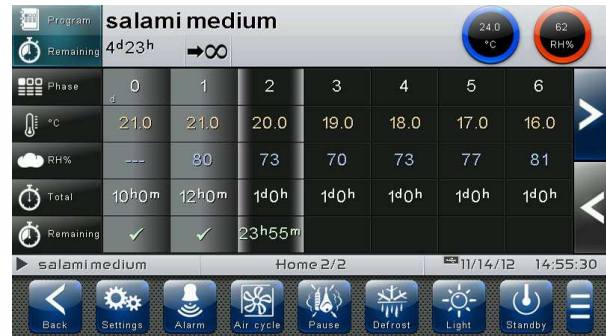 Program salami medium 24.0 °C 62 RH%
Remaining 4d23h ➡∞
Phase 0 1 2 3 4 5 6
d
°C 21.0 21.0 20.0 19.0 18.0 17.0 16.0
RH% --- 80 73 70 73 77 81
Total 10h0m 12h0m 1d0h 1d0h 1d0h 1d0h 1d0h
Remaining ✓ ✓ 23h55m
salami medium Home 2/2 11/14/12 14:55:30
Back Settings Alarm Air cycle Pause Defrost Light Standby